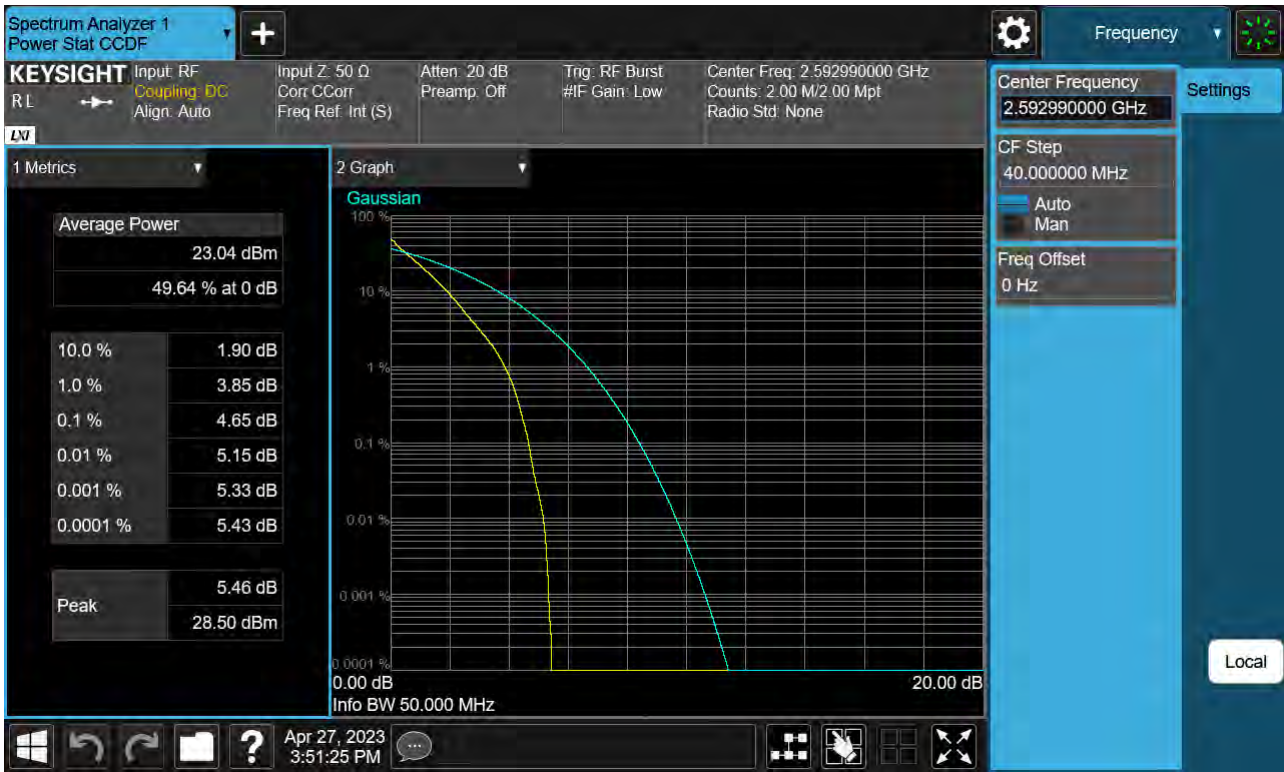 Spectrum Analyzer 1
Power Stat CCDF
+
Frequency
KEYSIGHT
RL
LXI
Input: RF
Coupling: DC
Align: Auto
Input Z: 50 Ω
Corr CCorr
Freq Ref: Int (S)
Atten: 20 dB
Preamp: Off
Trig: RF Burst
#IF Gain: Low
Center Freq: 2.592990000 GHz
Counts: 2.00 M/2.00 Mpt
Radio Std: None
Center Frequency
2.592990000 GHz
Settings
CF Step
40.000000 MHz
Auto
Man
Freq Offset
0 Hz
Local
1 Metrics
Average Power
23.04 dBm
49.64 % at 0 dB
10.0 % 1.90 dB
1.0 % 3.85 dB
0.1 % 4.65 dB
0.01 % 5.15 dB
0.001 % 5.33 dB
0.0001 % 5.43 dB
Peak
5.46 dB
28.50 dBm
2 Graph
Gaussian
100 %
10 %
1 %
0.1 %
0.01 %
0.001 %
0.0001 %
0.00 dB 20.00 dB
Info BW 50.000 MHz
?
Apr 27, 2023
3:51:25 PM